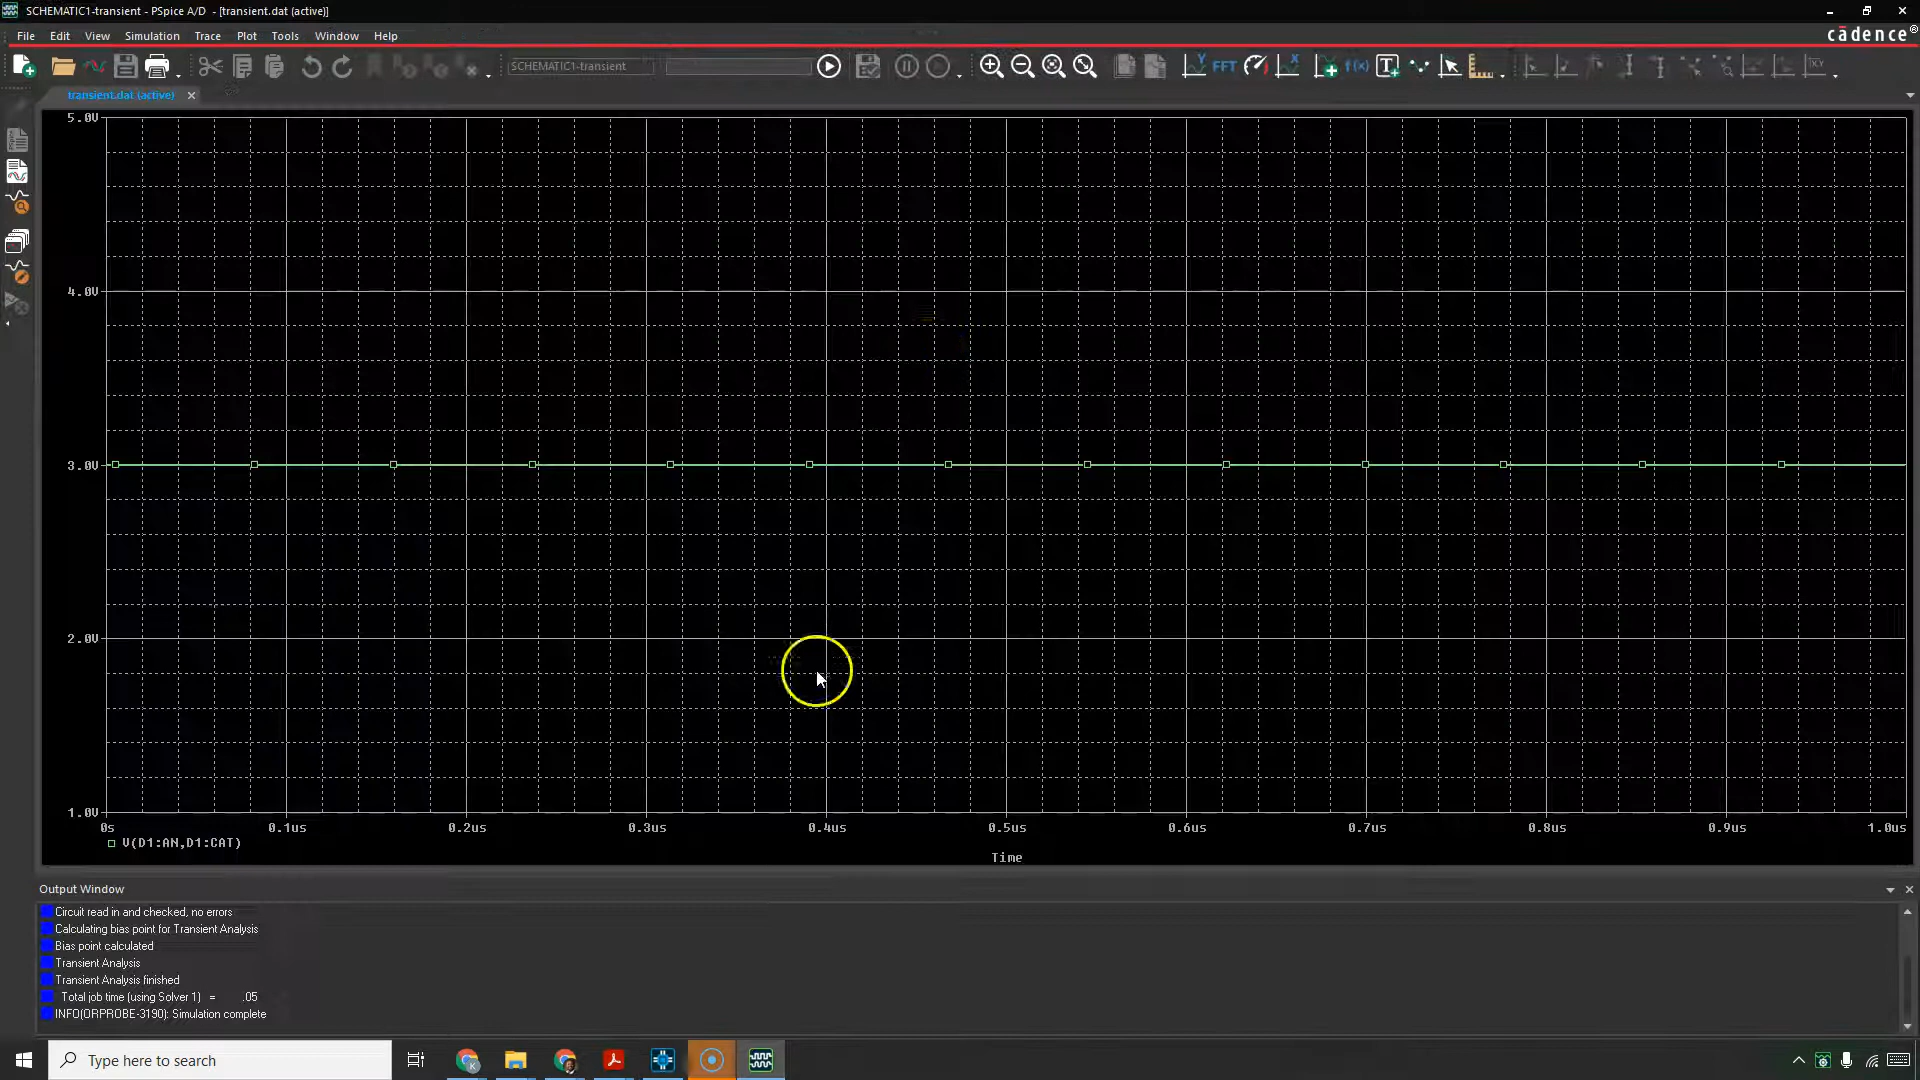 SCHEMATIC1-transient - PSpice A/D - [transient.dat (active)]
File Edit View Simulation Trace Plot Tools Window Help
cādence®
SCHEMATIC1-transient
FFT
transient.dat (active)
5.0V
4.0V
3.0V
2.0V
1.0V
0s 0.1us 0.2us 0.3us 0.4us 0.5us 0.6us 0.7us 0.8us 0.9us 1.0us
V(D1:AN,D1:CAT)
Time
Output Window
Circuit read in and checked, no errors
Calculating bias point for Transient Analysis
Bias point calculated
Transient Analysis
Transient Analysis finished
Total job time (using Solver 1) = .05
INFO(ORPROBE-3190): Simulation complete
Type here to search